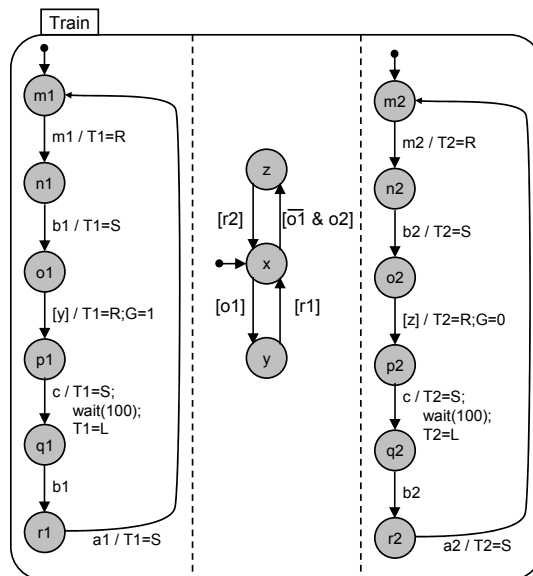 Train
m1
m1 / T1=R
n1
b1 / T1=S
o1
[y] / T1=R;G=1
p1
c / T1=S;
wait(100);
T1=L
q1
b1
r1
a1 / T1=S
z
[r2]
[o1̅ & o2]
x
[o1]
[r1]
y
m2
m2 / T2=R
n2
b2 / T2=S
o2
[z] / T2=R;G=0
p2
c / T2=S;
wait(100);
T2=L
q2
b2
r2
a2 / T2=S